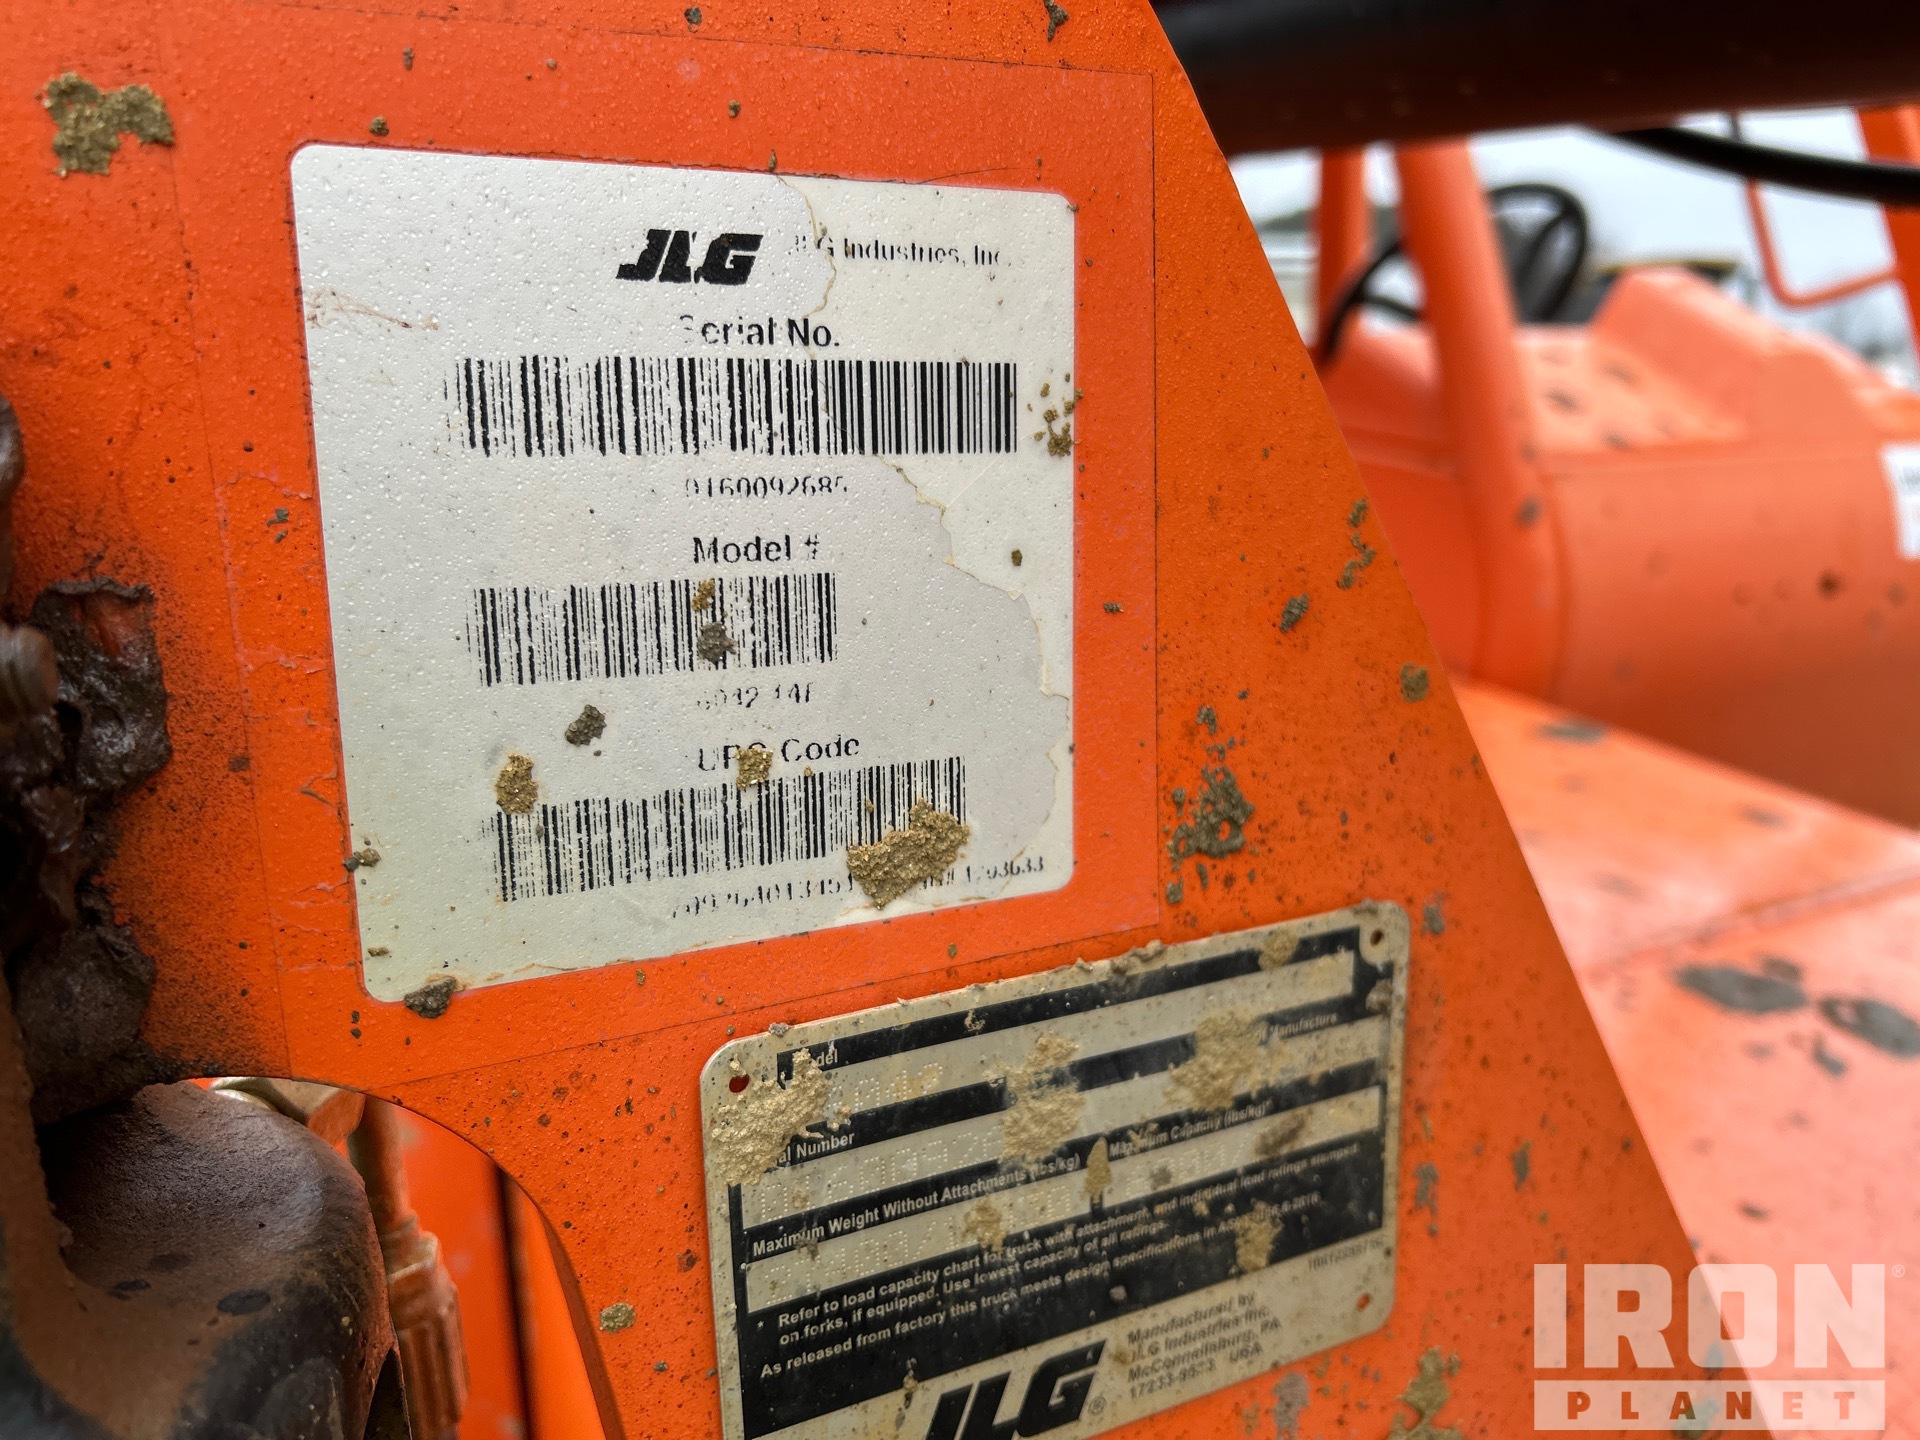 JLG JLG Industries, Inc.
Serial No.
0160092685
Model #
UPC Code
Model
Manufacture
Serial Number
Maximum Weight Without Attachments (lbs/kg)
Maximum Capacity (lbs/kg)*
* Refer to load capacity chart for truck with attachment, and individual load ratings stamped
on forks, if equipped. Use lowest capacity of all ratings.
As released from factory this truck meets design specifications in
JLG®
Manufactured by
JLG Industries Inc.
McConnellsburg, PA
17233-9533 USA
IRON®
PLANET